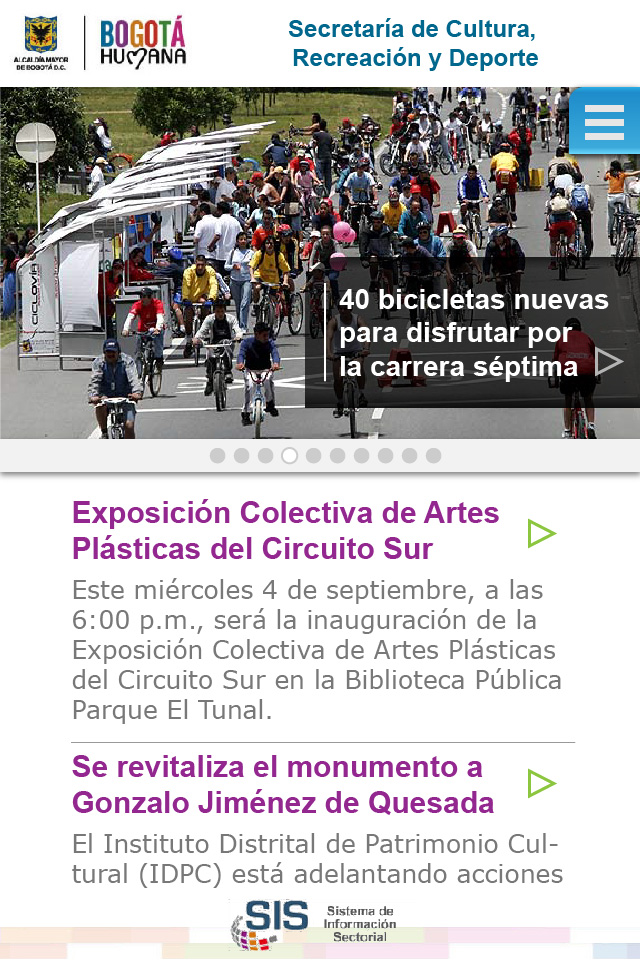 ALCALDÍA MAYOR
DE BOGOTÁ D.C.
BOGOTÁ
HUMANA
Secretaría de Cultura,
Recreación y Deporte
CICLOVÍA
40 bicicletas nuevas
para disfrutar por
la carrera séptima
Exposición Colectiva de Artes
Plásticas del Circuito Sur
Este miércoles 4 de septiembre, a las
6:00 p.m., será la inauguración de la
Exposición Colectiva de Artes Plásticas
del Circuito Sur en la Biblioteca Pública
Parque El Tunal.
Se revitaliza el monumento a
Gonzalo Jiménez de Quesada
El Instituto Distrital de Patrimonio Cul-
tural (IDPC) está adelantando acciones
SIS
Sistema de
Información
Sectorial